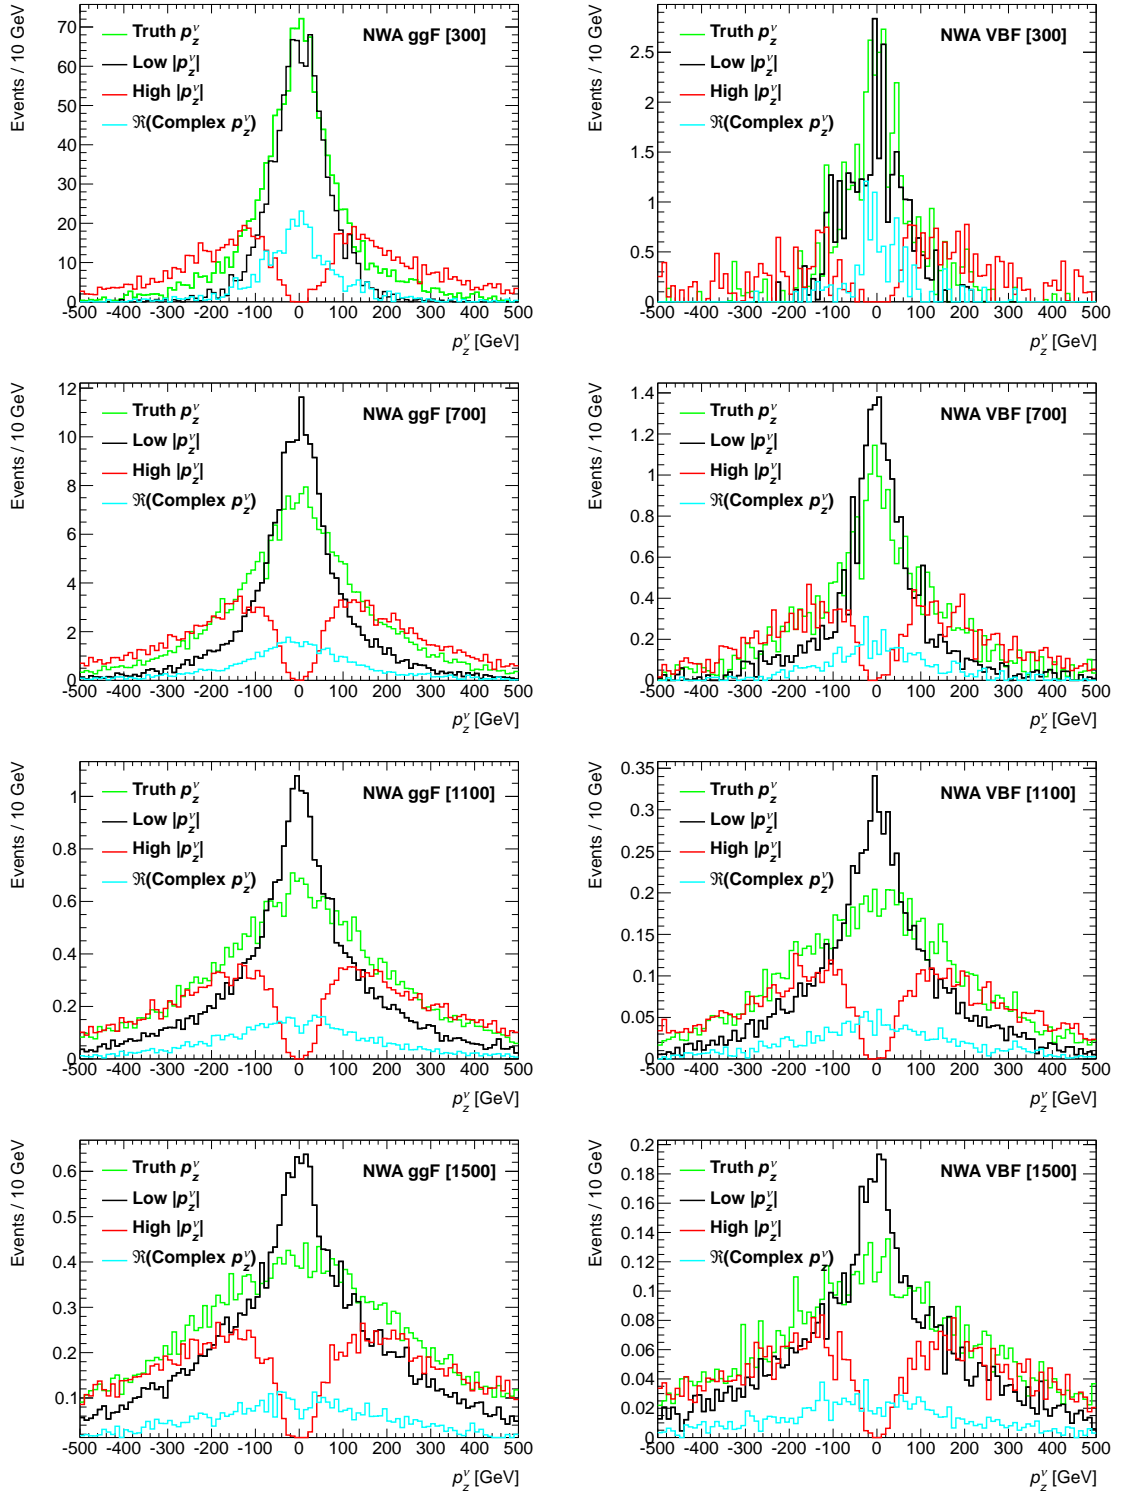 Events / 10 GeV
NWA ggF [300]
Truth p_z^ν
Low |p_z^ν|
High |p_z^ν|
ℜ(Complex p_z^ν)
70
60
50
40
30
20
10
0
-500 -400 -300 -200 -100 0 100 200 300 400 500
p_z^ν [GeV]
Events / 10 GeV
NWA VBF [300]
Truth p_z^ν
Low |p_z^ν|
High |p_z^ν|
ℜ(Complex p_z^ν)
2.5
2
1.5
1
0.5
0
-500 -400 -300 -200 -100 0 100 200 300 400 500
p_z^ν [GeV]
Events / 10 GeV
NWA ggF [700]
Truth p_z^ν
Low |p_z^ν|
High |p_z^ν|
ℜ(Complex p_z^ν)
12
10
8
6
4
2
0
-500 -400 -300 -200 -100 0 100 200 300 400 500
p_z^ν [GeV]
Events / 10 GeV
NWA VBF [700]
Truth p_z^ν
Low |p_z^ν|
High |p_z^ν|
ℜ(Complex p_z^ν)
1.4
1.2
1
0.8
0.6
0.4
0.2
0
-500 -400 -300 -200 -100 0 100 200 300 400 500
p_z^ν [GeV]
Events / 10 GeV
NWA ggF [1100]
Truth p_z^ν
Low |p_z^ν|
High |p_z^ν|
ℜ(Complex p_z^ν)
1
0.8
0.6
0.4
0.2
0
-500 -400 -300 -200 -100 0 100 200 300 400 500
p_z^ν [GeV]
Events / 10 GeV
NWA VBF [1100]
Truth p_z^ν
Low |p_z^ν|
High |p_z^ν|
ℜ(Complex p_z^ν)
0.35
0.3
0.25
0.2
0.15
0.1
0.05
0
-500 -400 -300 -200 -100 0 100 200 300 400 500
p_z^ν [GeV]
Events / 10 GeV
NWA ggF [1500]
Truth p_z^ν
Low |p_z^ν|
High |p_z^ν|
ℜ(Complex p_z^ν)
0.6
0.5
0.4
0.3
0.2
0.1
-500 -400 -300 -200 -100 0 100 200 300 400 500
p_z^ν [GeV]
Events / 10 GeV
NWA VBF [1500]
Truth p_z^ν
Low |p_z^ν|
High |p_z^ν|
ℜ(Complex p_z^ν)
0.2
0.18
0.16
0.14
0.12
0.1
0.08
0.06
0.04
0.02
0
-500 -400 -300 -200 -100 0 100 200 300 400 500
p_z^ν [GeV]